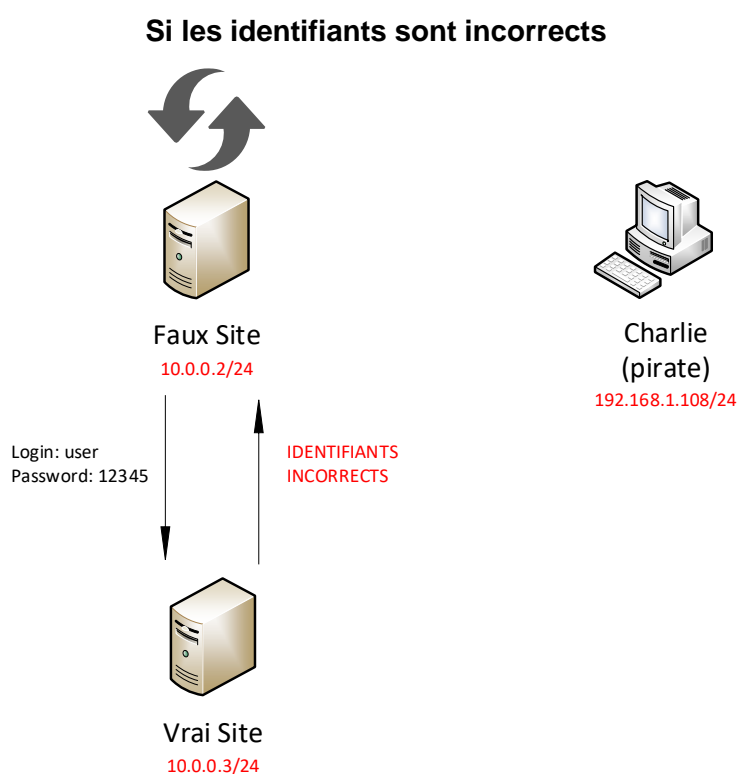 Si les identifiants sont incorrects
Faux Site
10.0.0.2/24
Charlie
(pirate)
192.168.1.108/24
Login: user
Password: 12345
IDENTIFIANTS
INCORRECTS
Vrai Site
10.0.0.3/24